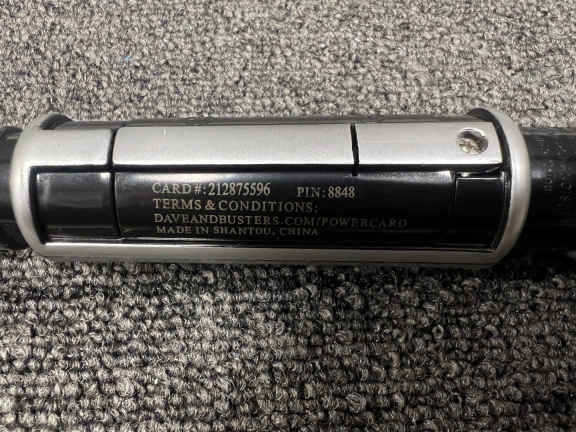 CARD #:212875596 PIN:8848
TERMS & CONDITIONS:
DAVEANDBUSTERS.COM/POWERCARD
MADE IN SHANTOU, CHINA